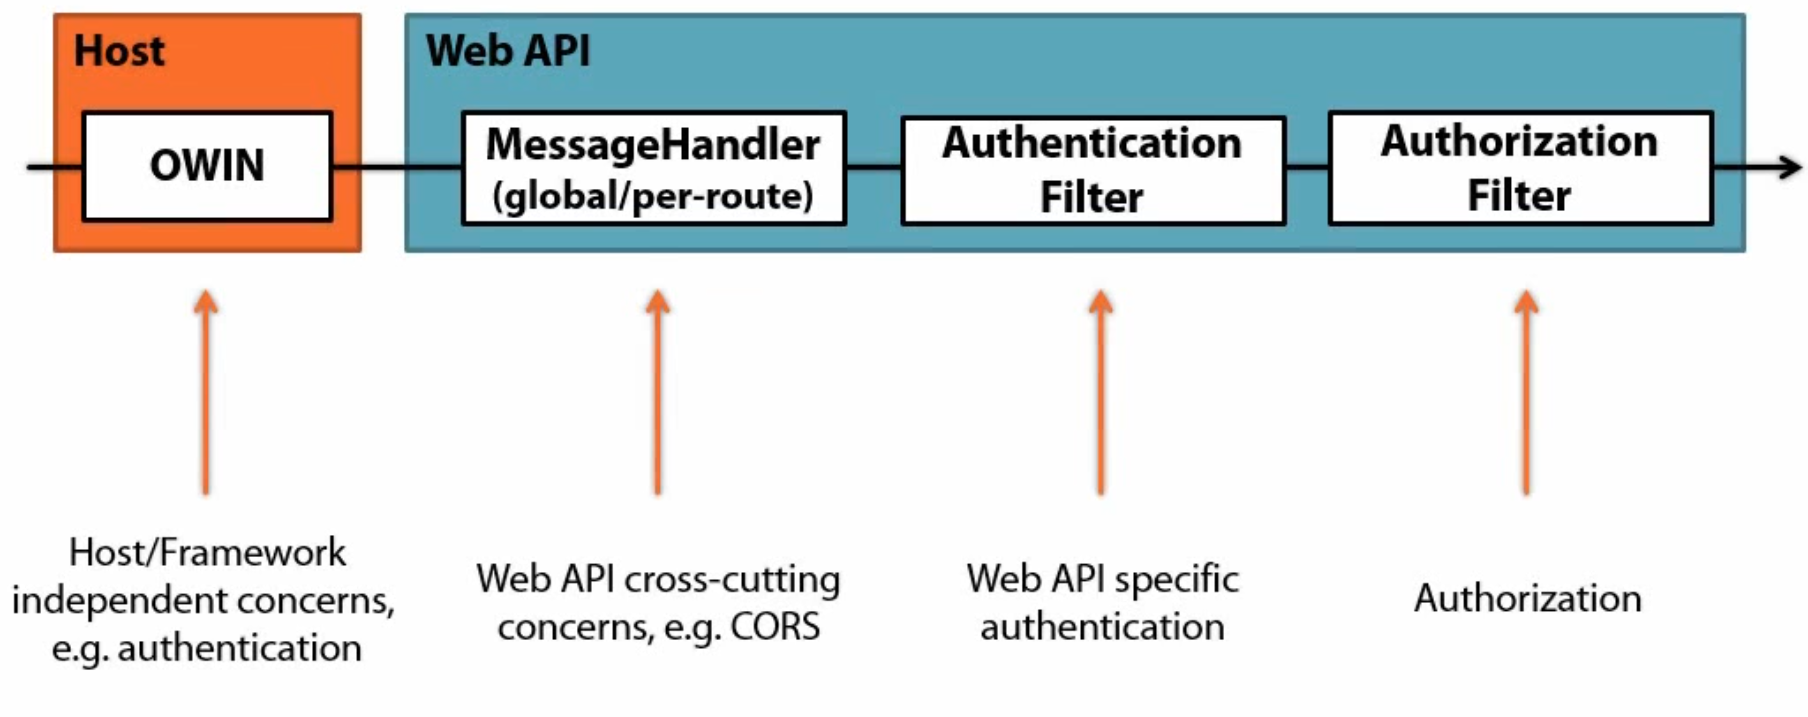 Host
Web API
OWIN
MessageHandler
(global/per-route)
Authentication
Filter
Authorization
Filter
Host/Framework
independent concerns,
e.g. authentication
Web API cross-cutting
concerns, e.g. CORS
Web API specific
authentication
Authorization